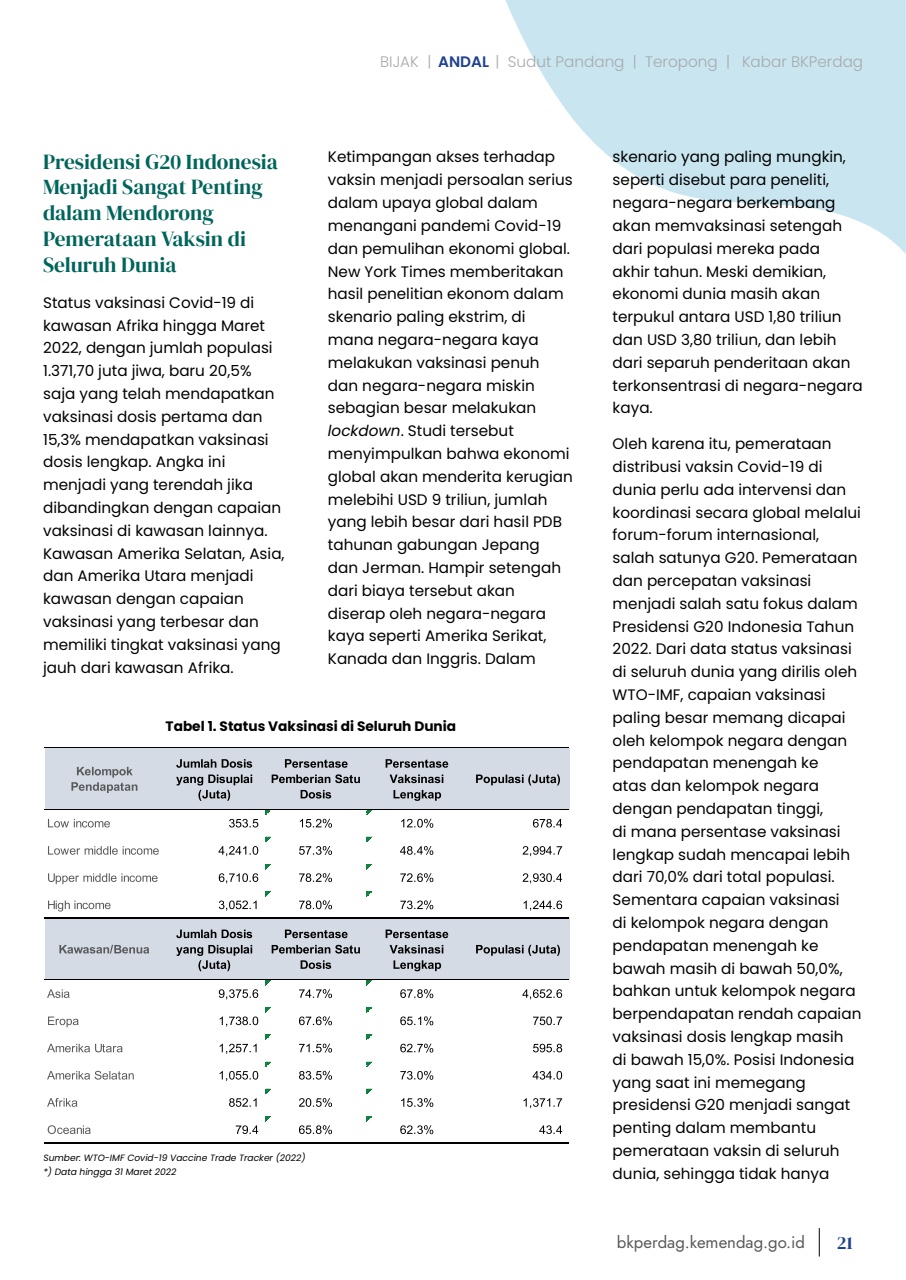 BIJAK | ANDAL | Sudut Pandang | Teropong | Kabar BKPerdag
Presidensi G20 Indonesia
Menjadi Sangat Penting
dalam Mendorong
Pemerataan Vaksin di
Seluruh Dunia
Status vaksinasi Covid-19 di
kawasan Afrika hingga Maret
2022, dengan jumlah populasi
1.371,70 juta jiwa, baru 20,5%
saja yang telah mendapatkan
vaksinasi dosis pertama dan
15,3% mendapatkan vaksinasi
dosis lengkap. Angka ini
menjadi yang terendah jika
dibandingkan dengan capaian
vaksinasi di kawasan lainnya.
Kawasan Amerika Selatan, Asia,
dan Amerika Utara menjadi
kawasan dengan capaian
vaksinasi yang terbesar dan
memiliki tingkat vaksinasi yang
jauh dari kawasan Afrika.
Ketimpangan akses terhadap
vaksin menjadi persoalan serius
dalam upaya global dalam
menangani pandemi Covid-19
dan pemulihan ekonomi global.
New York Times memberitakan
hasil penelitian ekonom dalam
skenario paling ekstrim, di
mana negara-negara kaya
melakukan vaksinasi penuh
dan negara-negara miskin
sebagian besar melakukan
lockdown. Studi tersebut
menyimpulkan bahwa ekonomi
global akan menderita kerugian
melebihi USD 9 triliun, jumlah
yang lebih besar dari hasil PDB
tahunan gabungan Jepang
dan Jerman. Hampir setengah
dari biaya tersebut akan
diserap oleh negara-negara
kaya seperti Amerika Serikat,
Kanada dan Inggris. Dalam
skenario yang paling mungkin,
seperti disebut para peneliti,
negara-negara berkembang
akan memvaksinasi setengah
dari populasi mereka pada
akhir tahun. Meski demikian,
ekonomi dunia masih akan
terpukul antara USD 1,80 triliun
dan USD 3,80 triliun, dan lebih
dari separuh penderitaan akan
terkonsentrasi di negara-negara
kaya.
Oleh karena itu, pemerataan
distribusi vaksin Covid-19 di
dunia perlu ada intervensi dan
koordinasi secara global melalui
forum-forum internasional,
salah satunya G20. Pemerataan
dan percepatan vaksinasi
menjadi salah satu fokus dalam
Presidensi G20 Indonesia Tahun
2022. Dari data status vaksinasi
di seluruh dunia yang dirilis oleh
WTO-IMF, capaian vaksinasi
paling besar memang dicapai
oleh kelompok negara dengan
pendapatan menengah ke
atas dan kelompok negara
dengan pendapatan tinggi,
di mana persentase vaksinasi
lengkap sudah mencapai lebih
dari 70,0% dari total populasi.
Sementara capaian vaksinasi
di kelompok negara dengan
pendapatan menengah ke
bawah masih di bawah 50,0%,
bahkan untuk kelompok negara
berpendapatan rendah capaian
vaksinasi dosis lengkap masih
di bawah 15,0%. Posisi Indonesia
yang saat ini memegang
presidensi G20 menjadi sangat
penting dalam membantu
pemerataan vaksin di seluruh
dunia, sehingga tidak hanya
Tabel 1. Status Vaksinasi di Seluruh Dunia
Kelompok Pendapatan | Jumlah Dosis yang Disuplai (Juta) | Persentase Pemberian Satu Dosis | Persentase Vaksinasi Lengkap | Populasi (Juta)
Low income 353.5 15.2% 12.0% 678.4
Lower middle income 4,241.0 57.3% 48.4% 2,994.7
Upper middle income 6,710.6 78.2% 72.6% 2,930.4
High income 3,052.1 78.0% 73.2% 1,244.6
Kawasan/Benua | Jumlah Dosis yang Disuplai (Juta) | Persentase Pemberian Satu Dosis | Persentase Vaksinasi Lengkap | Populasi (Juta)
Asia 9,375.6 74.7% 67.8% 4,652.6
Eropa 1,738.0 67.6% 65.1% 750.7
Amerika Utara 1,257.1 71.5% 62.7% 595.8
Amerika Selatan 1,055.0 83.5% 73.0% 434.0
Afrika 852.1 20.5% 15.3% 1,371.7
Oceania 79.4 65.8% 62.3% 43.4
Sumber: WTO-IMF Covid-19 Vaccine Trade Tracker (2022)
*) Data hingga 31 Maret 2022
bkperdag.kemendag.go.id 21